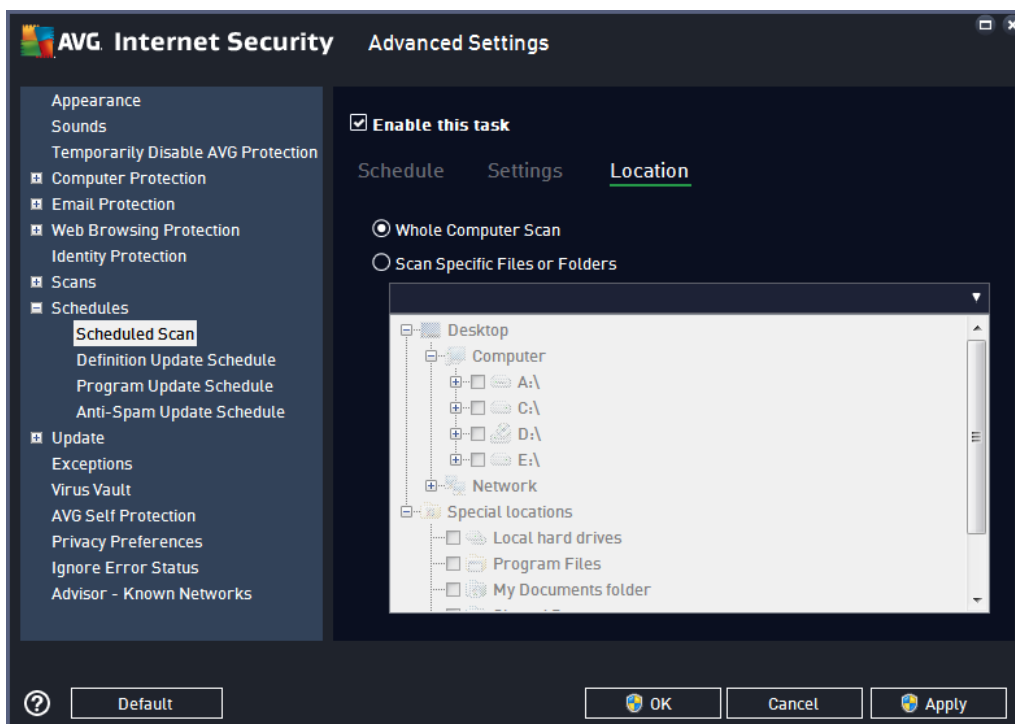 AVG Internet Security Advanced Settings
Appearance
Sounds
Temporarily Disable AVG Protection
Computer Protection
Email Protection
Web Browsing Protection
Identity Protection
Scans
Schedules
Scheduled Scan
Definition Update Schedule
Program Update Schedule
Anti-Spam Update Schedule
Update
Exceptions
Virus Vault
AVG Self Protection
Privacy Preferences
Ignore Error Status
Advisor - Known Networks
Enable this task
Schedule Settings Location
Whole Computer Scan
Scan Specific Files or Folders
Desktop
Computer
A:\
C:\
D:\
E:\
Network
Special locations
Local hard drives
Program Files
My Documents folder
? Default OK Cancel Apply